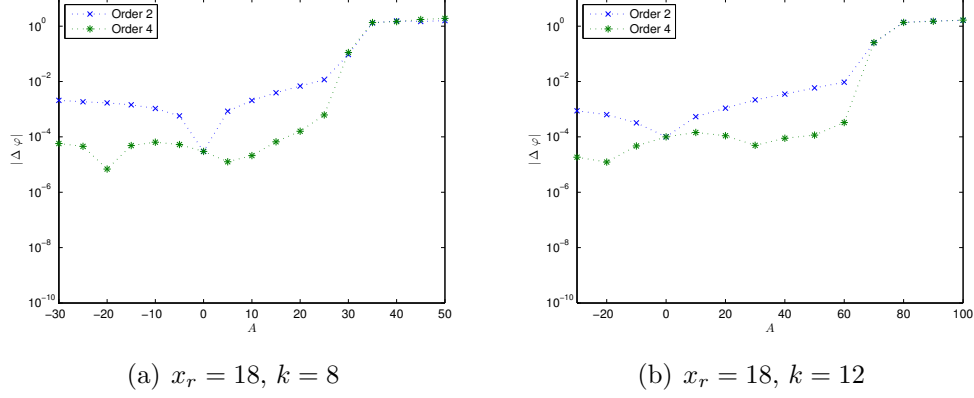 Order 2
Order 4
10^0
10^−2
10^−4
10^−6
10^−8
10^−10
|Δ φ|
−30 −20 −10 0 10 20 30 40 50
A
(a) x_r = 18, k = 8
Order 2
Order 4
10^0
10^−2
10^−4
10^−6
10^−8
10^−10
|Δ φ|
−20 0 20 40 60 80 100
A
(b) x_r = 18, k = 12